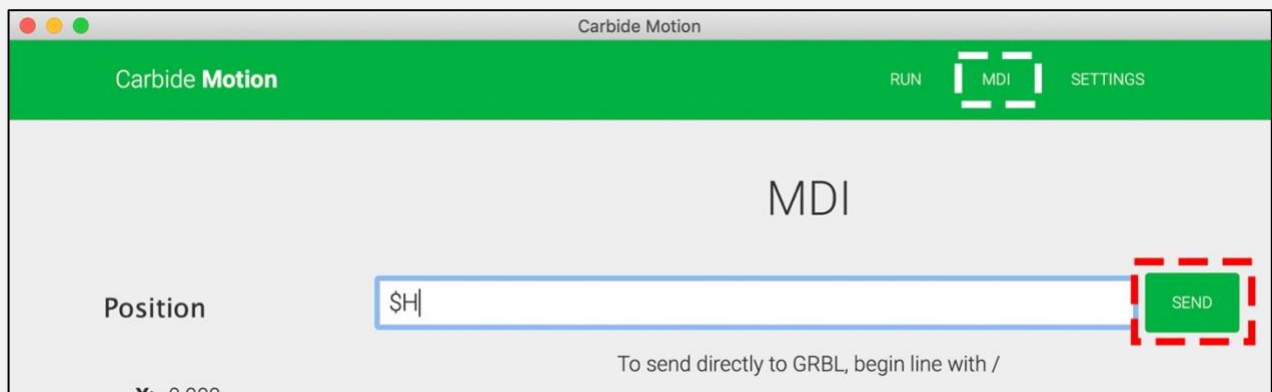 Carbide Motion
Carbide Motion RUN MDI SETTINGS
MDI
Position $H SEND
To send directly to GRBL, begin line with /